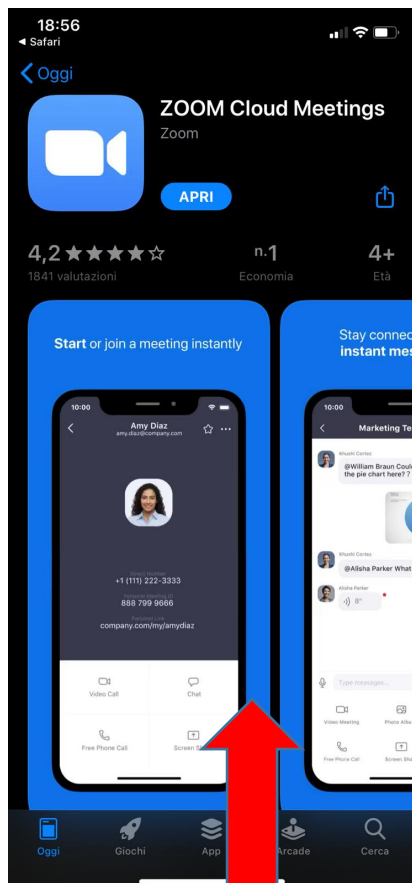 18:56
Safari
Oggi
ZOOM Cloud Meetings
Zoom
APRI
4,2
1841 valutazioni
n.1
Economia
4+
Età
Start or join a meeting instantly
10:00
Amy Diaz
amy.diaz@company.com
Direct Number
+1 (111) 222-3333
Personal Meeting ID
888 799 9666
Personal Link
company.com/my/amydiaz
Video Call
Chat
Free Phone Call
Screen
Stay connec
instant mes
10:00
Marketing Te
Khushi Cortes
@William Braun Coul
the pie chart here? ?
Khushi Cortes
@Alisha Parker What
Alisha Parker
8"
Type messages...
Video Meeting
Photo Albu
Free Phone Call
Screen Sha
Oggi
Giochi
App
Arcade
Cerca